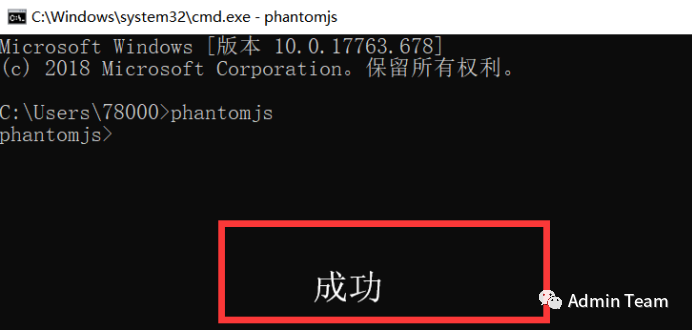 C:\Windows\system32\cmd.exe - phantomjs
Microsoft Windows [版本 10.0.17763.678]
(c) 2018 Microsoft Corporation。保留所有权利。
C:\Users\78000>phantomjs
phantomjs>
成功
Admin Team